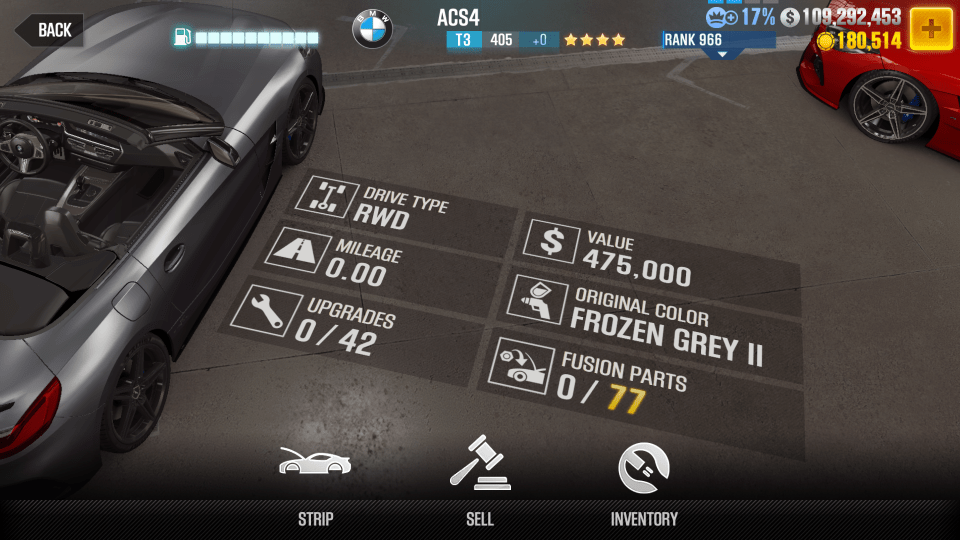 BACK
BMW
ACS4
T3 405 +0
17% $ 109,292,453
RANK 966
180,514
DRIVE TYPE
RWD
MILEAGE
0.00
UPGRADES
0 / 42
$ VALUE
475,000
ORIGINAL COLOR
FROZEN GREY II
FUSION PARTS
0 / 77
STRIP
SELL
INVENTORY